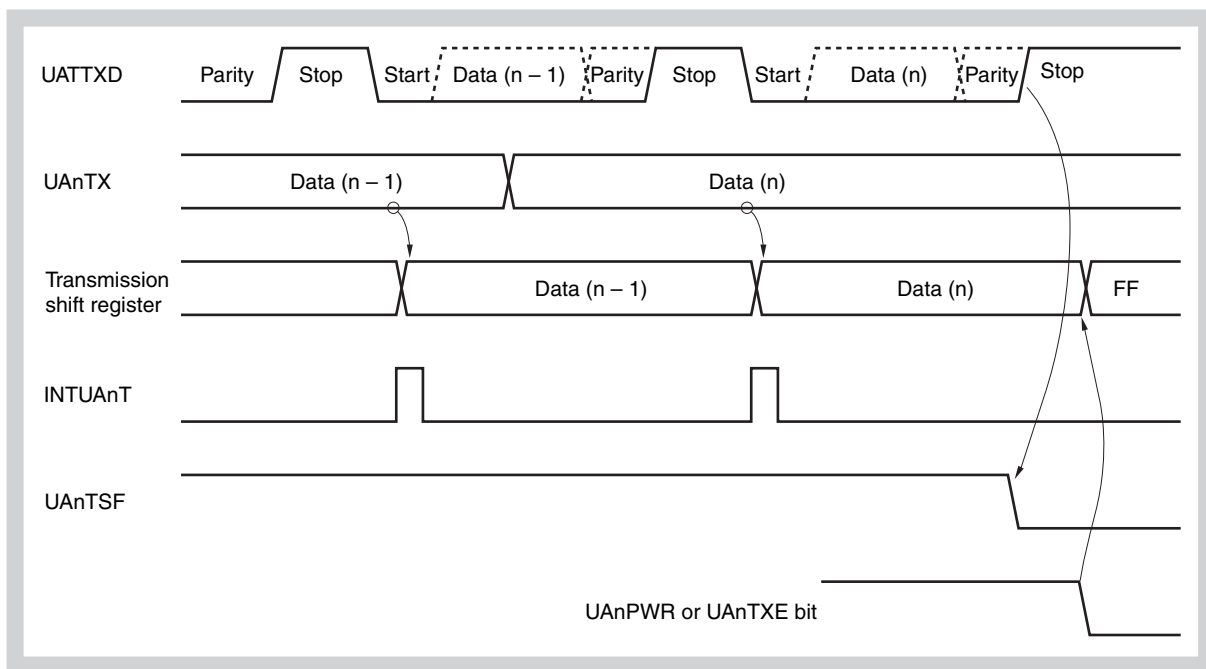 UATTXD Parity Stop Start Data (n – 1) Parity Stop Start Data (n) Parity Stop
UAnTX Data (n – 1) Data (n)
Transmission
shift register Data (n – 1) Data (n) FF
INTUAnT
UAnTSF
UAnPWR or UAnTXE bit